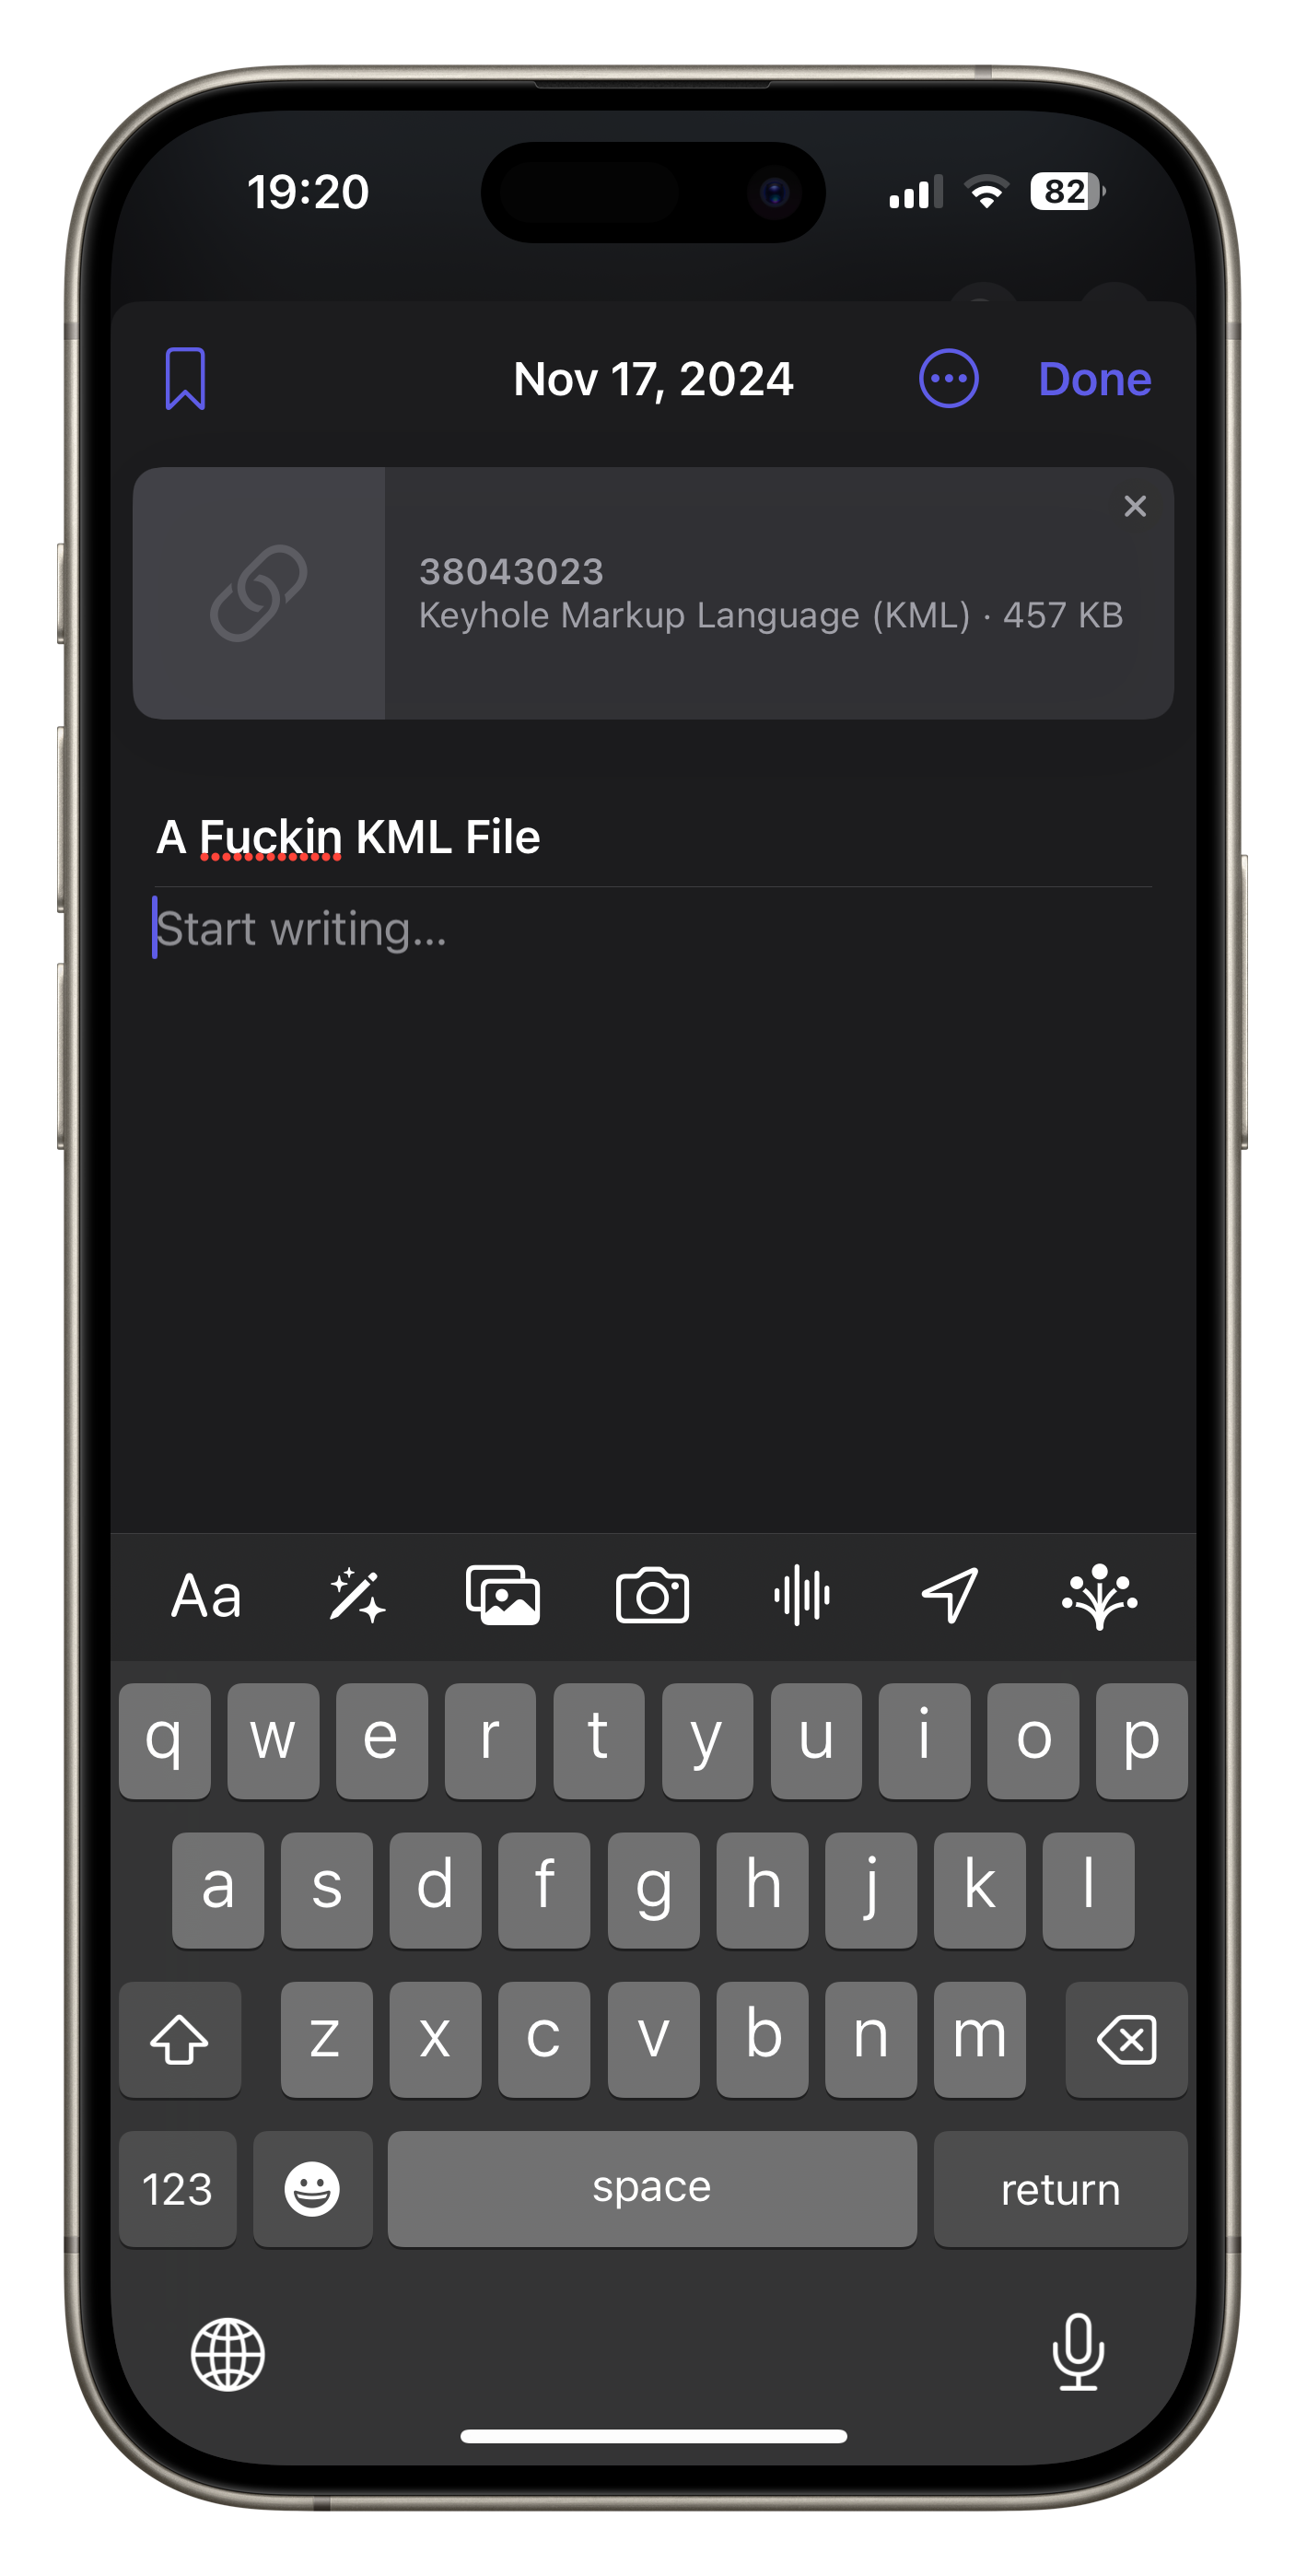 19:20
82
Nov 17, 2024
Done
38043023
Keyhole Markup Language (KML) · 457 KB
A Fuckin KML File
Start writing...
Aa
q w e r t y u i o p
a s d f g h j k l
z x c v b n m
123
space
return